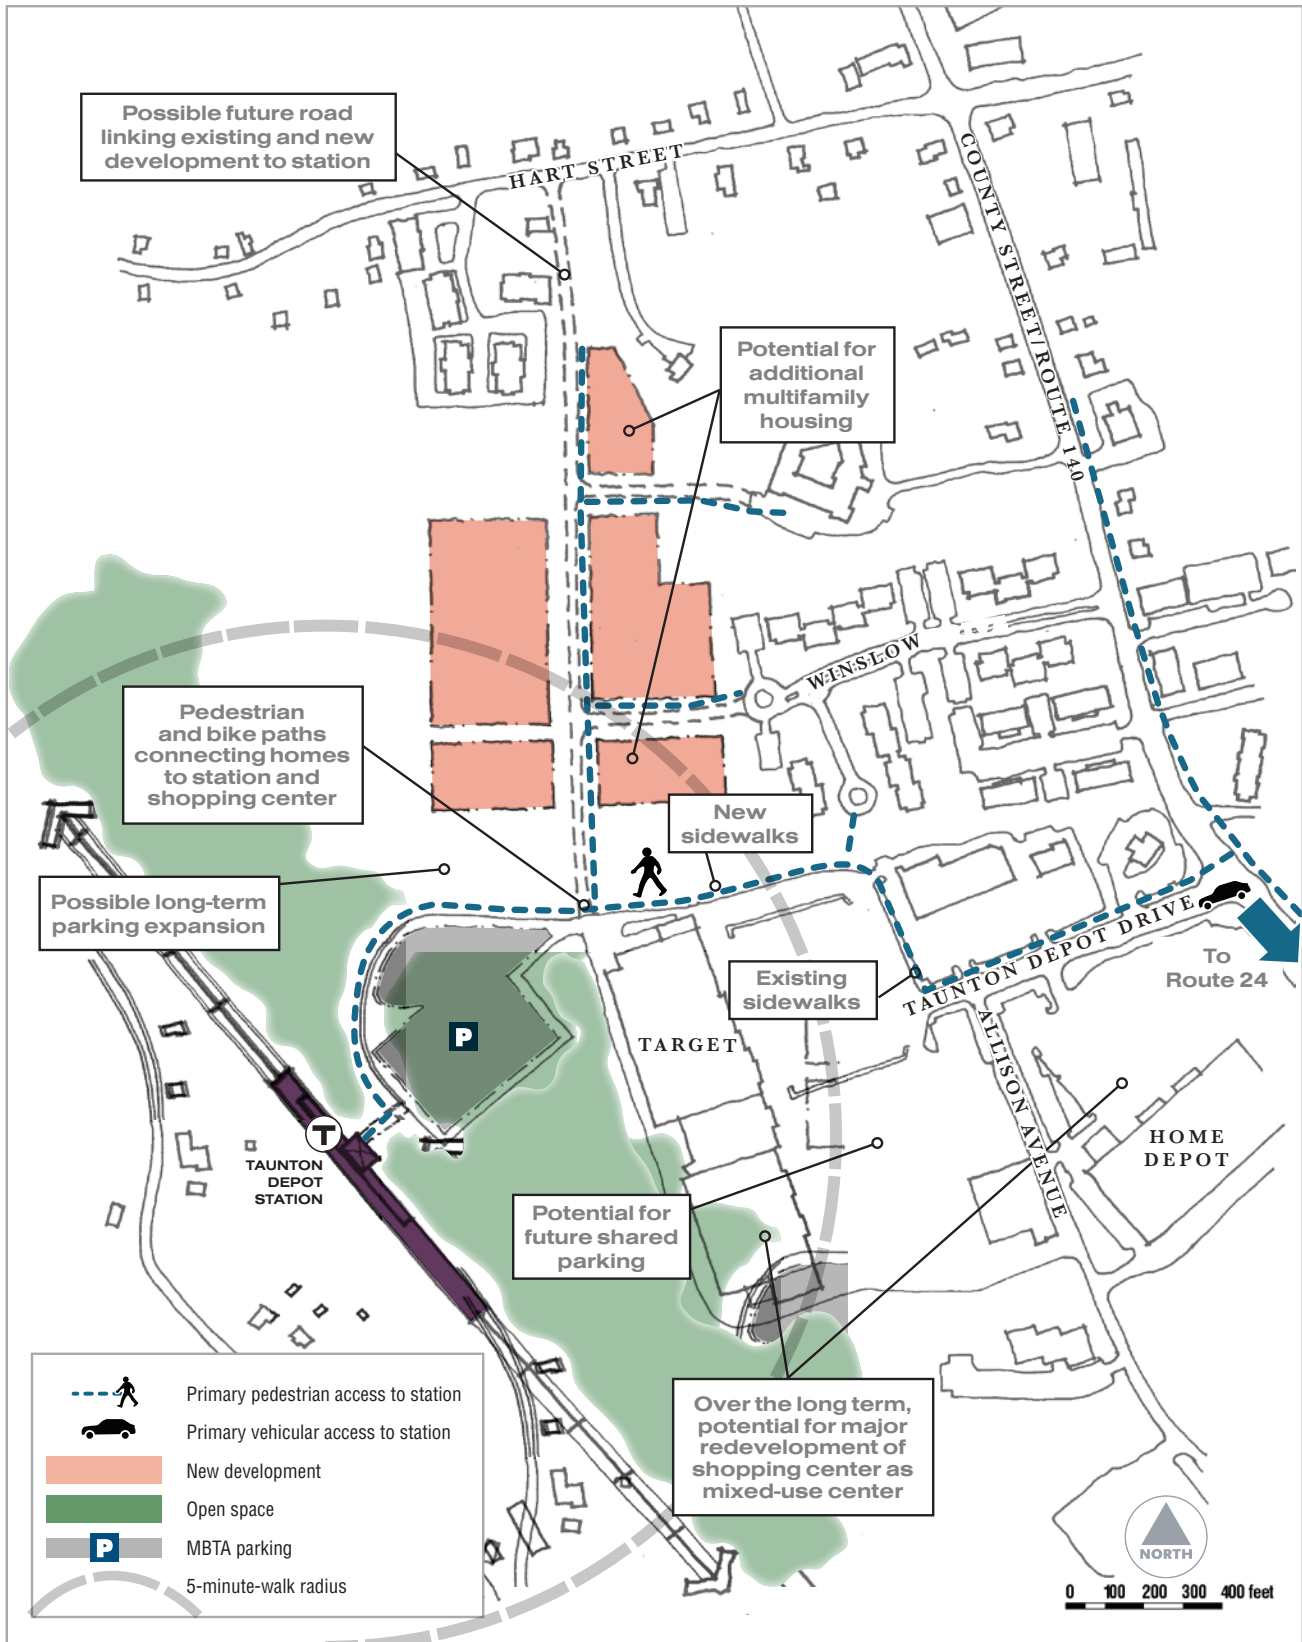 Possible future road
linking existing and new
development to station
HART STREET
COUNTY STREET/ROUTE 140
Potential for
additional
multifamily
housing
WINSLOW
Pedestrian
and bike paths
connecting homes
to station and
shopping center
New
sidewalks
Possible long-term
parking expansion
Existing
sidewalks
TAUNTON DEPOT DRIVE
To
Route 24
ALLISON AVENUE
TARGET
P
HOME
DEPOT
T
TAUNTON
DEPOT
STATION
Potential for
future shared
parking
Over the long term,
potential for major
redevelopment of
shopping center as
mixed-use center
Primary pedestrian access to station
Primary vehicular access to station
New development
Open space
P
MBTA parking
5-minute-walk radius
NORTH
0 100 200 300 400 feet